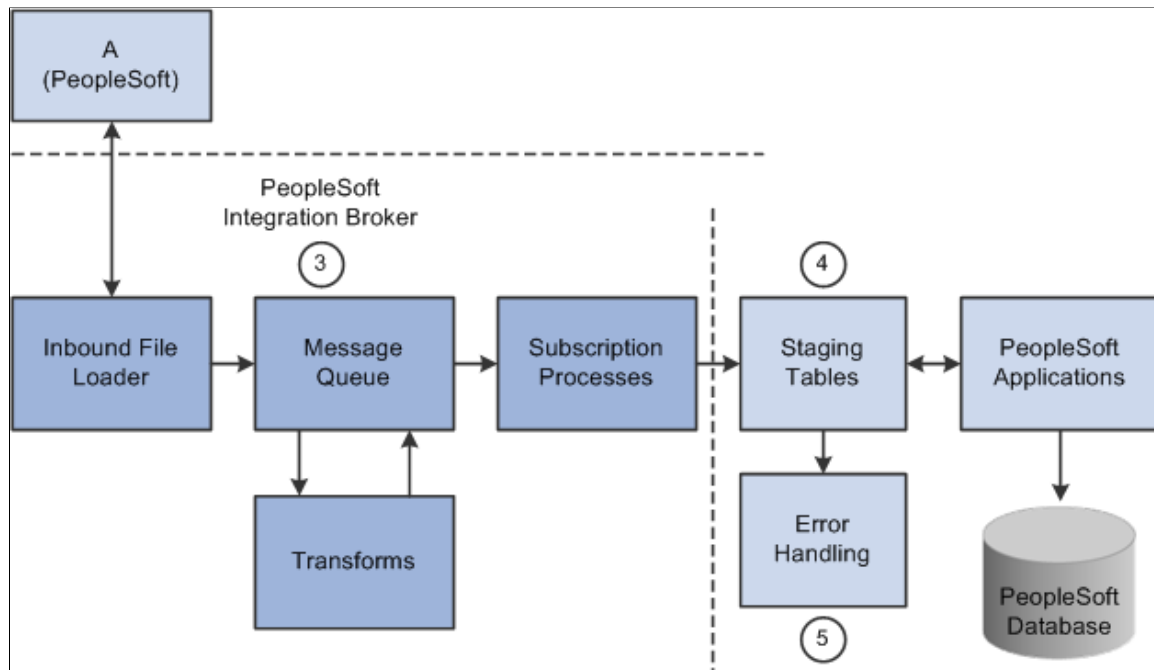 A
(PeopleSoft)
PeopleSoft
Integration Broker
3
4
Inbound File
Loader
Message
Queue
Subscription
Processes
Staging
Tables
PeopleSoft
Applications
Transforms
Error
Handling
PeopleSoft
Database
5